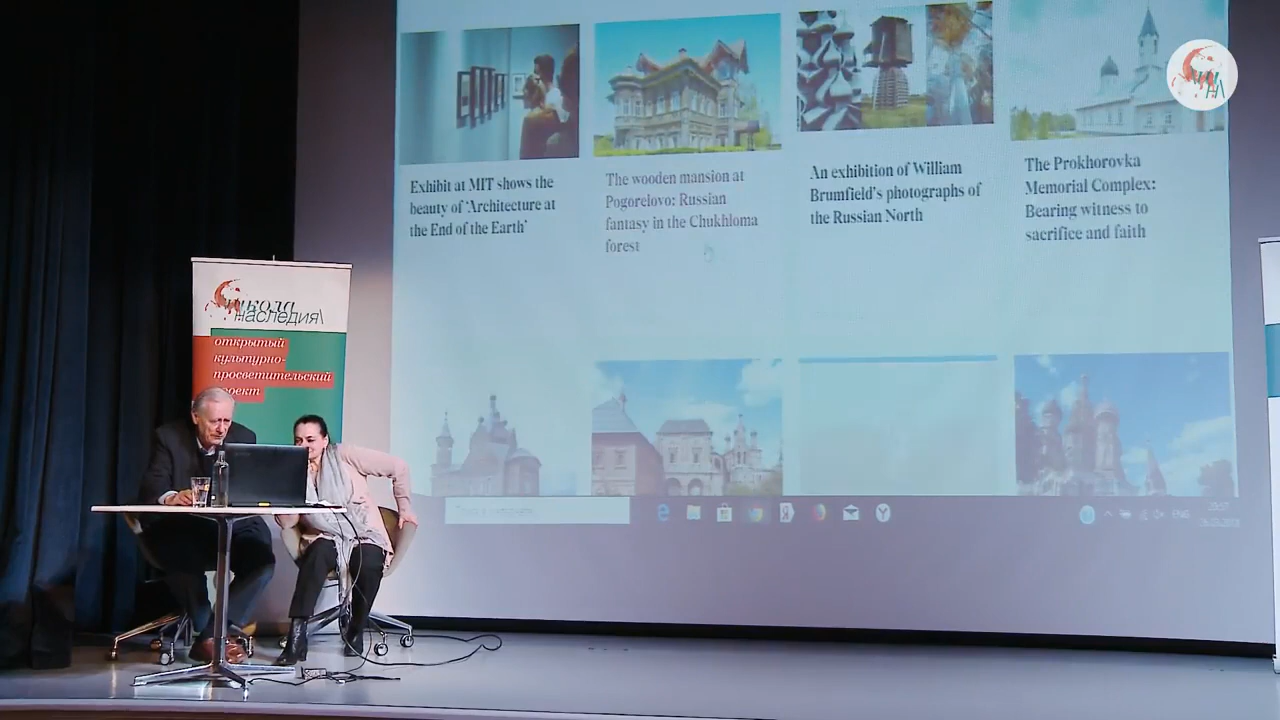 Exhibit at MIT shows the
beauty of 'Architecture at
the End of the Earth'
The wooden mansion at
Pogorelovo: Russian
fantasy in the Chukhloma
forest
An exhibition of William
Brumfield's photographs of
the Russian North
The Prokhorovka
Memorial Complex:
Bearing witness to
sacrifice and faith
школа
наследия
открытый
культурно-
просветительский
проект